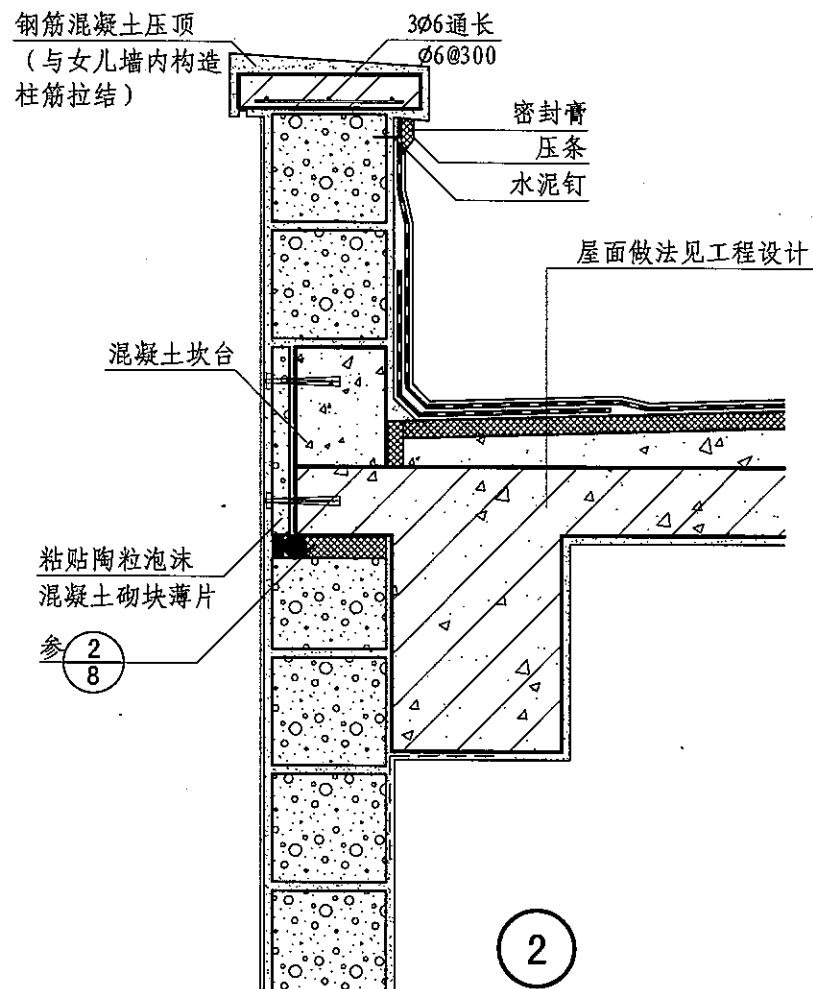 钢筋混凝土压顶
（与女儿墙内构造
柱筋拉结）
3Ø6通长
Ø6@300
密封膏
压条
水泥钉
屋面做法见工程设计
混凝土坎台
粘贴陶粒泡沫
混凝土砌块薄片
参
2
8
2